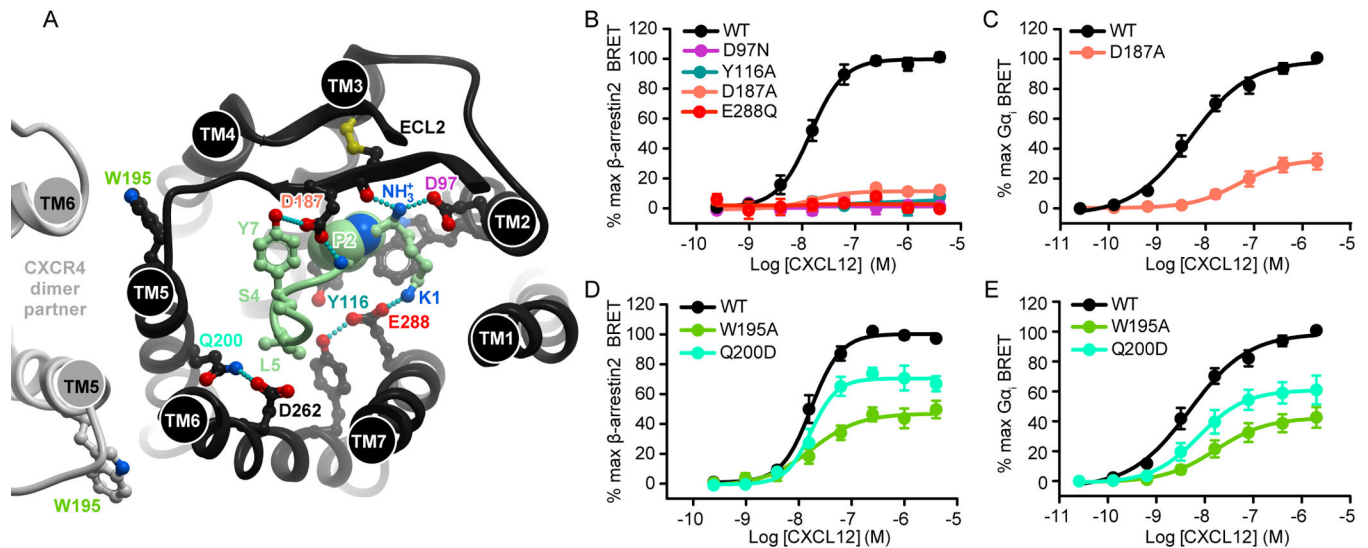 A
TM3
ECL2
TM4
W195
TM6
D187
NH3+
D97
TM2
Y7
P2
CXCR4
dimer
partner
TM5
S4
Y116
K1
E288
TM1
Q200
L5
TM5
D262
TM6
TM7
W195
B
% max β-arrestin2 BRET
WT
D97N
Y116A
D187A
E288Q
120
100
80
60
40
20
0
-10 -9 -8 -7 -6 -5
Log [CXCL12] (M)
C
% max Gαi BRET
WT
D187A
120
100
80
60
40
20
0
-11 -10 -9 -8 -7 -6 -5
Log [CXCL12] (M)
D
% max β-arrestin2 BRET
WT
W195A
Q200D
120
100
80
60
40
20
0
-10 -9 -8 -7 -6 -5
Log [CXCL12] (M)
E
% max Gαi BRET
WT
W195A
Q200D
120
100
80
60
40
20
0
-11 -10 -9 -8 -7 -6 -5
Log [CXCL12] (M)